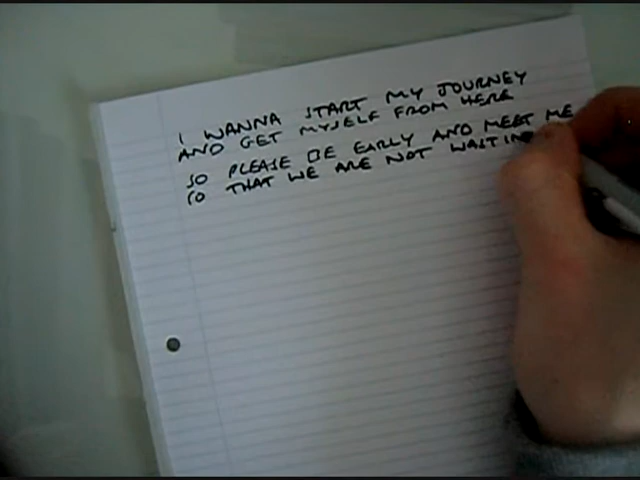 I WANNA START MY JOURNEY
AND GET MYSELF FROM HERE
SO PLEASE BE EARLY AND MEET ME
SO THAT WE ARE NOT WAITING